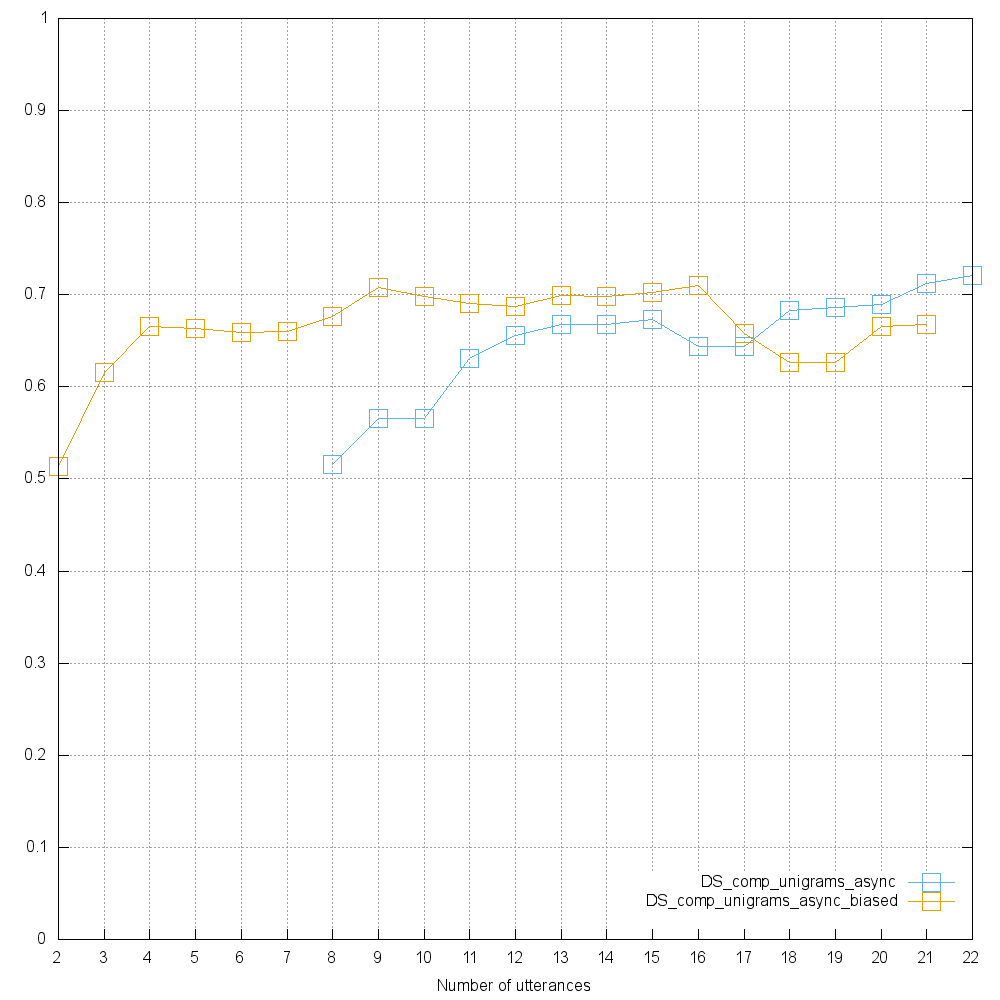 1
0.9
0.8
0.7
0.6
0.5
0.4
0.3
0.2
0.1
0
2 3 4 5 6 7 8 9 10 11 12 13 14 15 16 17 18 19 20 21 22
Number of utterances
DS_comp_unigrams_async
DS_comp_unigrams_async_biased